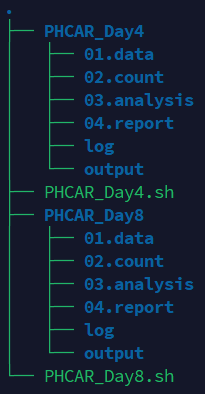 .
├── PHCAR_Day4
│   ├── 01.data
│   ├── 02.count
│   ├── 03.analysis
│   ├── 04.report
│   ├── log
│   └── output
├── PHCAR_Day4.sh
├── PHCAR_Day8
│   ├── 01.data
│   ├── 02.count
│   ├── 03.analysis
│   ├── 04.report
│   ├── log
│   └── output
└── PHCAR_Day8.sh